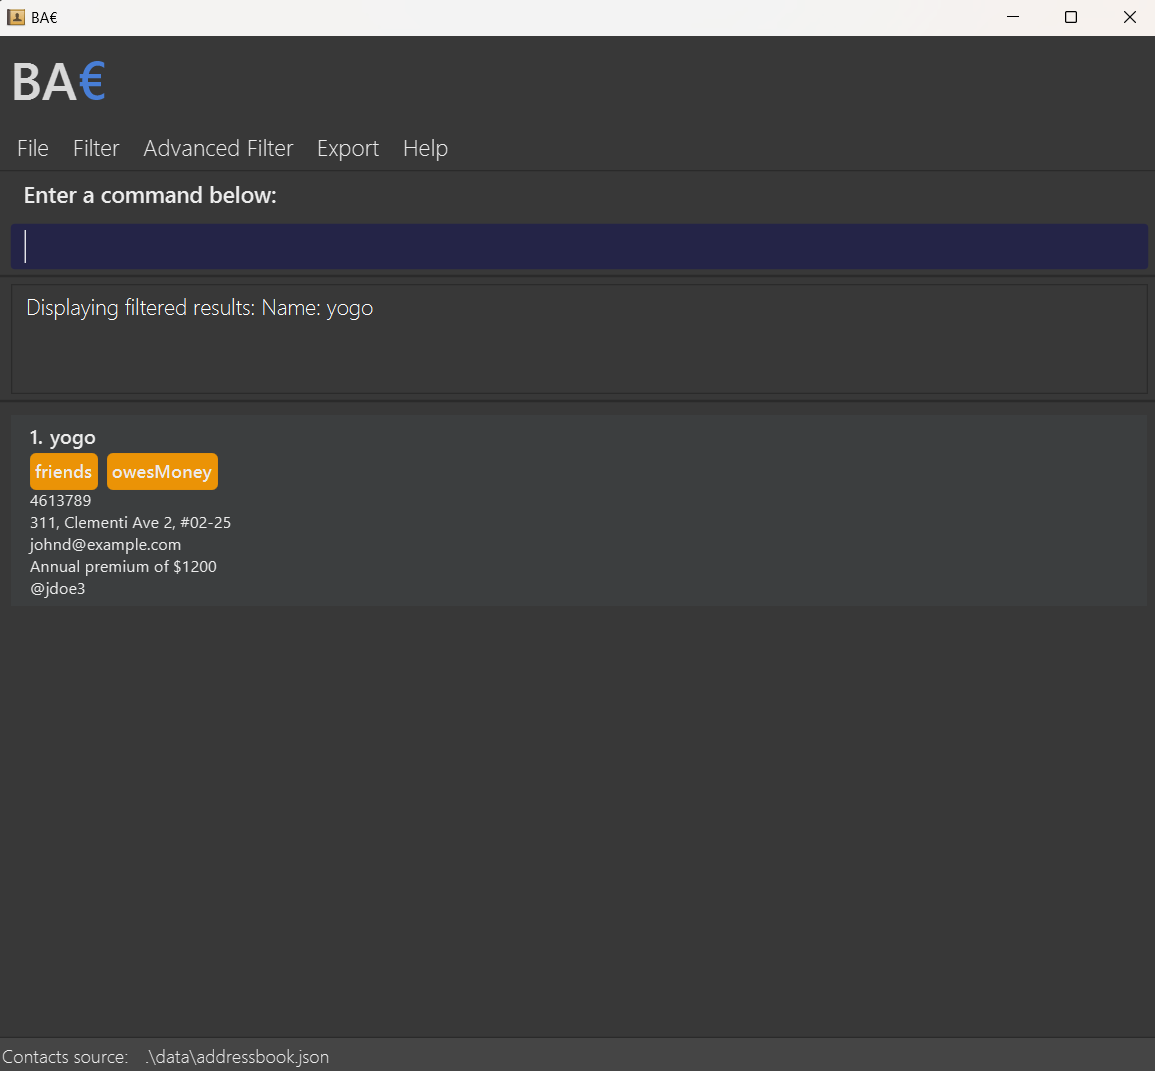 BA€
BA€
File Filter Advanced Filter Export Help
Enter a command below:
Displaying filtered results: Name: yogo
1. yogo
friends owesMoney
4613789
311, Clementi Ave 2, #02-25
johnd@example.com
Annual premium of $1200
@jdoe3
Contacts source: .\data\addressbook.json